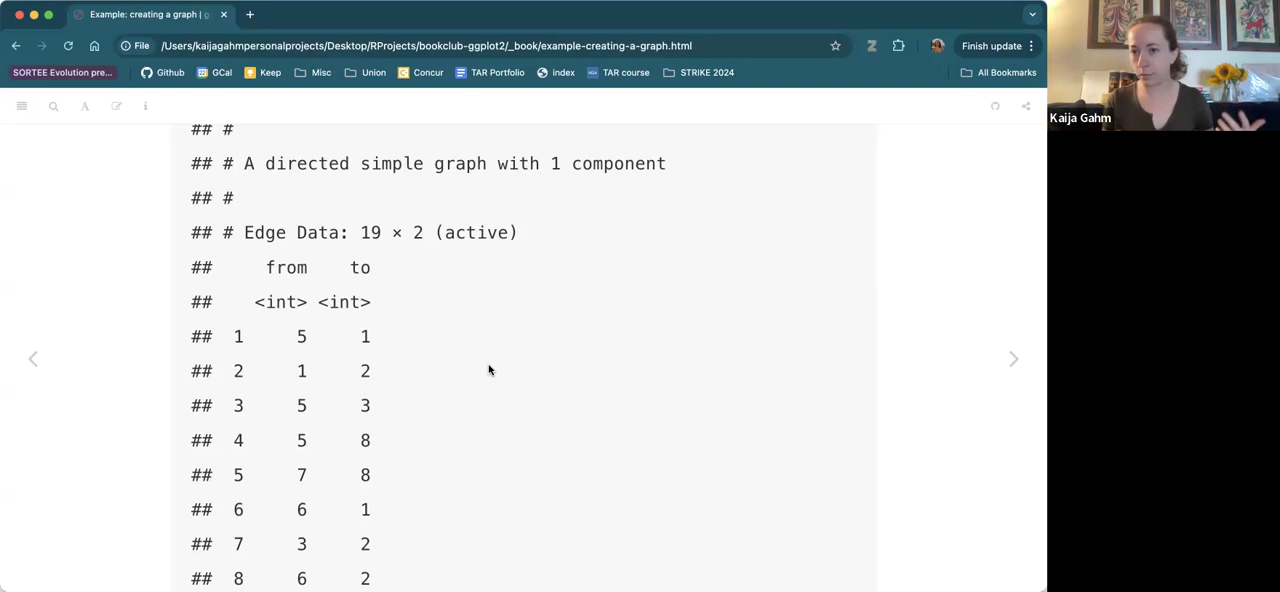 Example: creating a graph | g
File
/Users/kaijagahmpersonalprojects/Desktop/RProjects/bookclub-ggplot2/_book/example-creating-a-graph.html
Finish update
SORTEE Evolution pre...
Github
GCal
Keep
Misc
Union
Concur
TAR Portfolio
index
TAR course
STRIKE 2024
All Bookmarks
Kaija Gahm
## #
## # A directed simple graph with 1 component
## #
## # Edge Data: 19 × 2 (active)
## from to
## <int> <int>
## 1 5 1
## 2 1 2
## 3 5 3
## 4 5 8
## 5 7 8
## 6 6 1
## 7 3 2
## 8 6 2